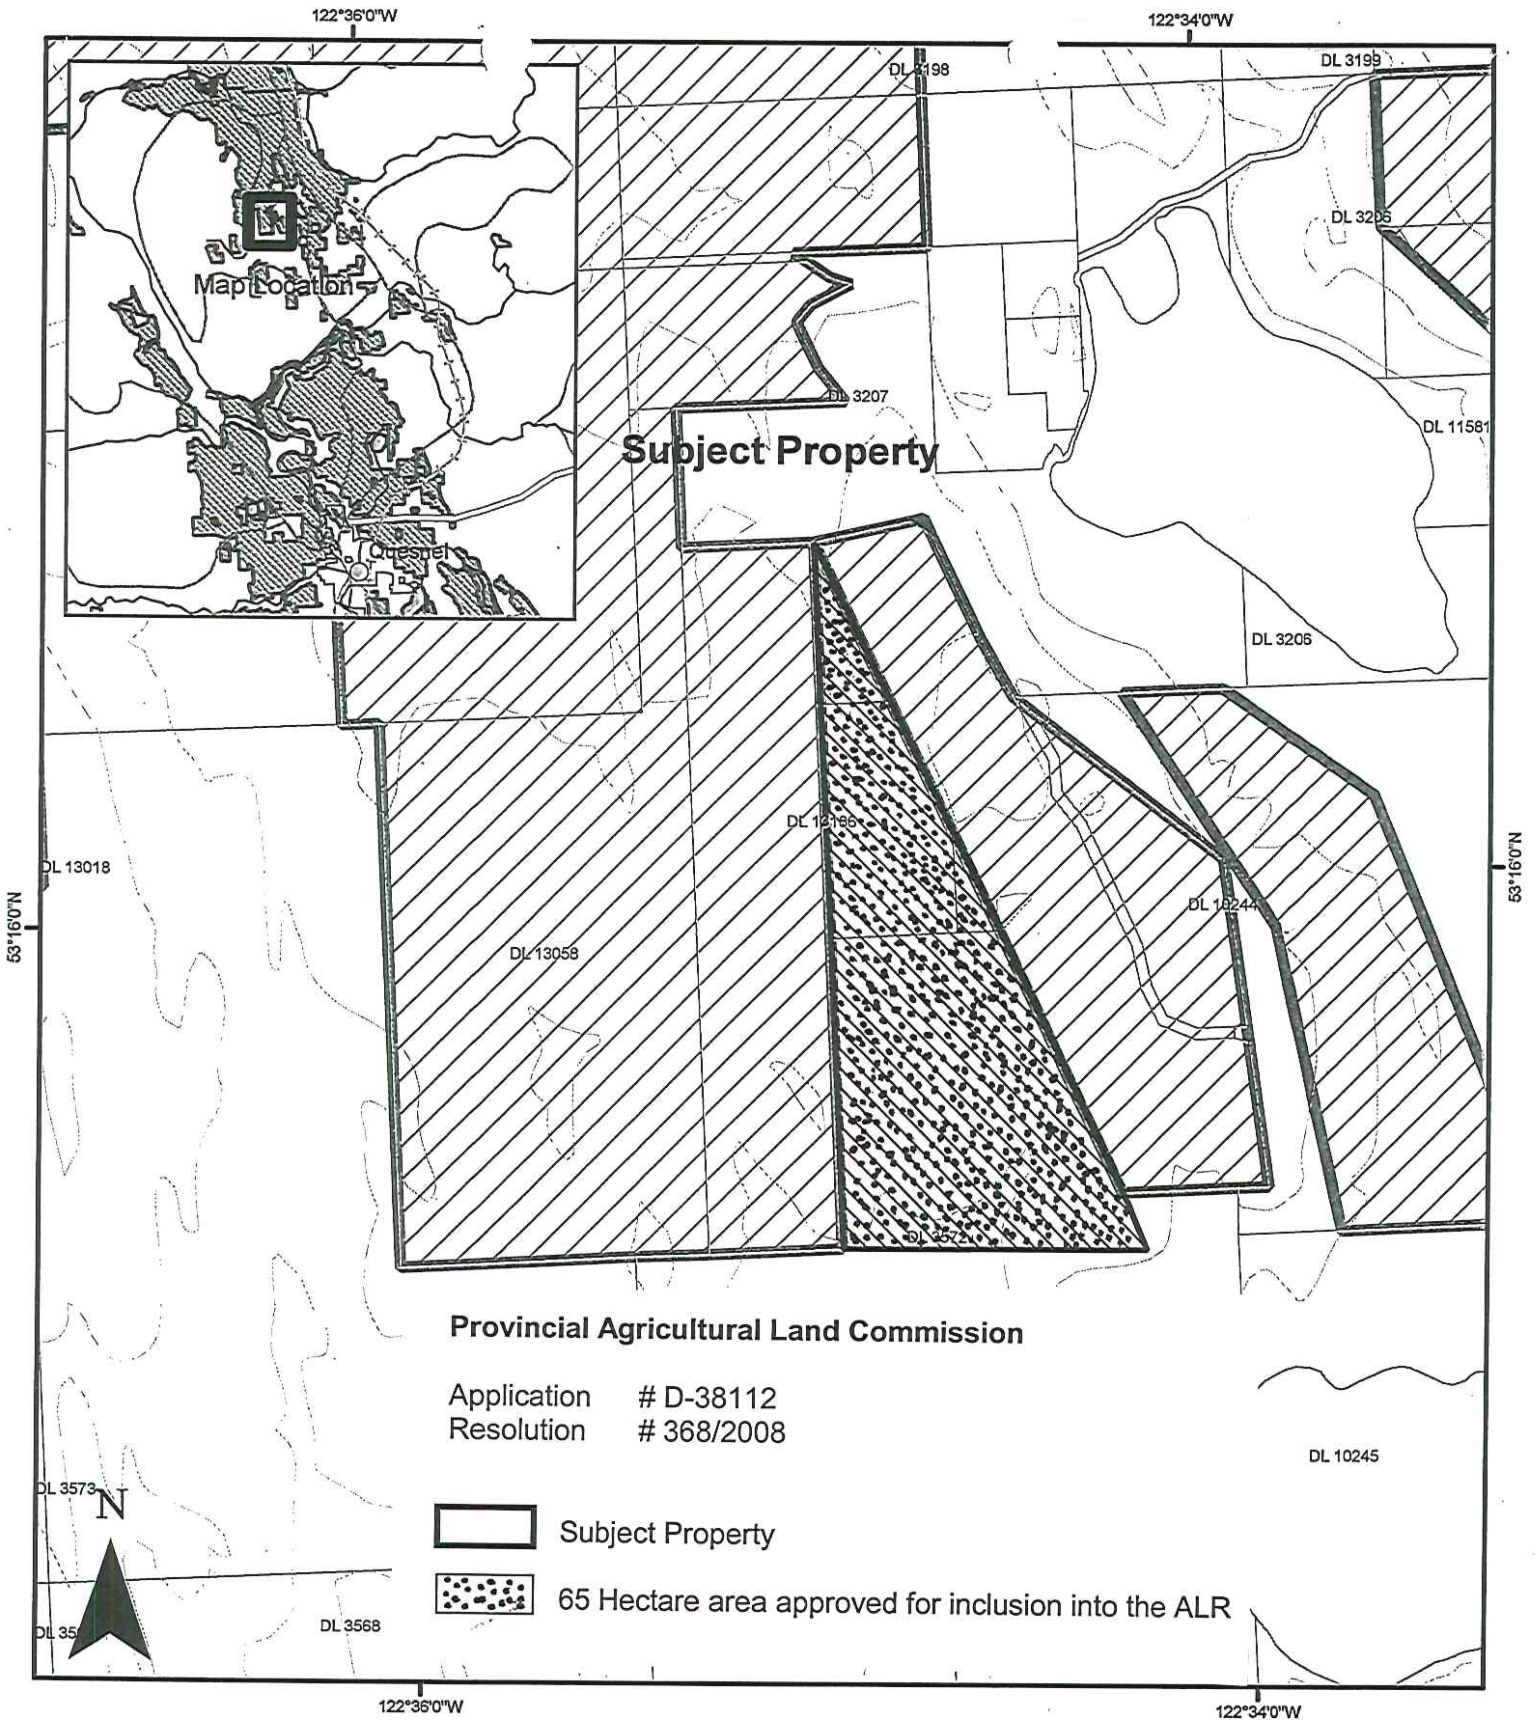 122°36'0"W
122°34'0"W
DL 3198
DL 3199
DL 3206
Map Location
DL 3207
DL 11581
Subject Property
Quesnel
DL 3206
DL 13018
53°16'0"N
53°16'0"N
DL 10244
DL 13058
DL 3572
Provincial Agricultural Land Commission
Application # D-38112
Resolution # 368/2008
DL 10245
DL 3573
N
Subject Property
65 Hectare area approved for inclusion into the ALR
DL 3568
122°36'0"W
122°34'0"W